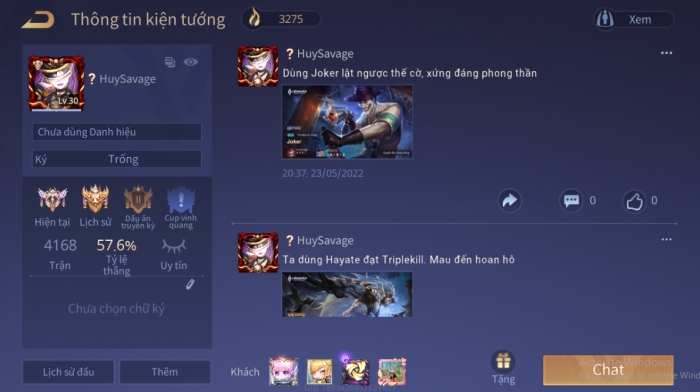 Thông tin kiện tướng
3275
Xem
? HuySavage
Lv.30
Chưa dùng Danh hiệu
Ký Trống
Hiện tại
Lịch sử
Dấu ấn truyền kỳ
Cup vinh quang
4168
Trận
57.6%
Tỷ lệ thắng
Uy tín
Chưa chọn chữ ký
Lịch sử đấu
Thêm
? HuySavage
Dùng Joker lật ngược thế cờ, xứng đáng phong thần
Joker
20:37 23/05/2022
0
0
? HuySavage
Ta dùng Hayate đạt Triplekill. Mau đến hoan hô
Khách
Tặng
Chat
Activate Windows